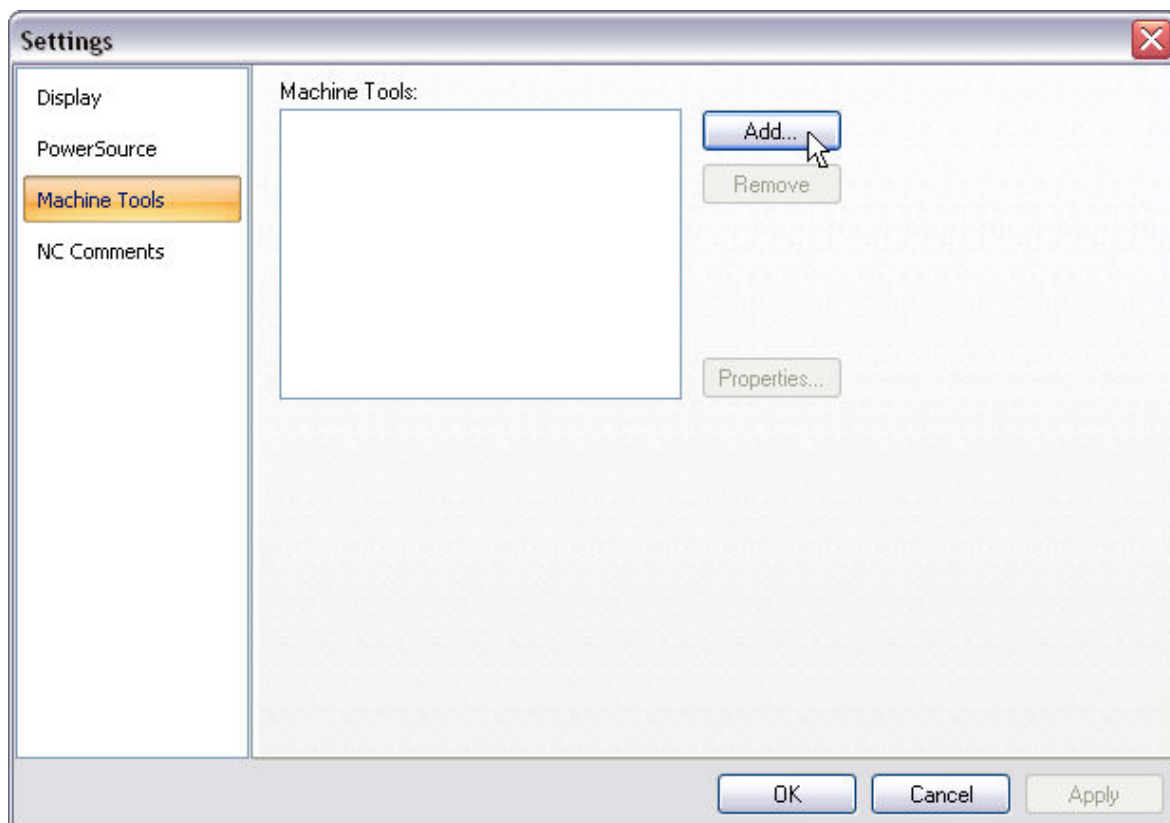 Settings
Display
PowerSource
Machine Tools
NC Comments
Machine Tools:
Add...
Remove
Properties...
OK
Cancel
Apply